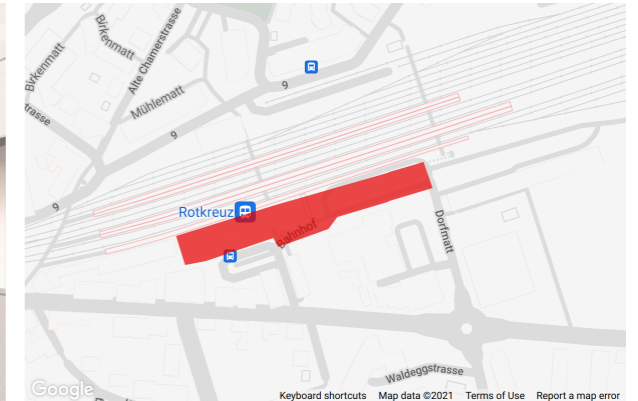 Birkenmatt
Birkenmatt
Alte Chamerstrasse
Mühlematt
rasse
9
9
9
Rotkreuz
Bahnhof
Dorfmatt
Waldeggstrasse
Google
Keyboard shortcuts Map data ©2021 Terms of Use Report a map error